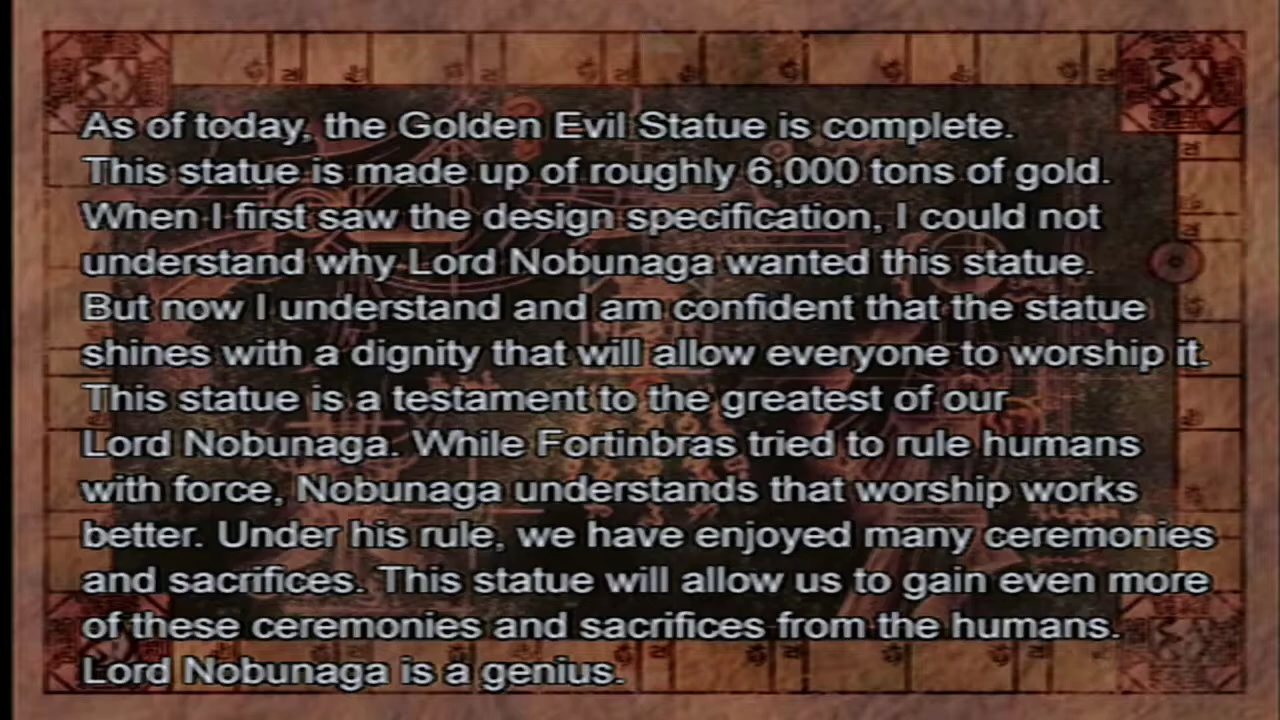 As of today, the Golden Evil Statue is complete.
This statue is made up of roughly 6,000 tons of gold.
When I first saw the design specification, I could not
understand why Lord Nobunaga wanted this statue.
But now I understand and am confident that the statue
shines with a dignity that will allow everyone to worship it.
This statue is a testament to the greatest of our
Lord Nobunaga. While Fortinbras tried to rule humans
with force, Nobunaga understands that worship works
better. Under his rule, we have enjoyed many ceremonies
and sacrifices. This statue will allow us to gain even more
of these ceremonies and sacrifices from the humans.
Lord Nobunaga is a genius.